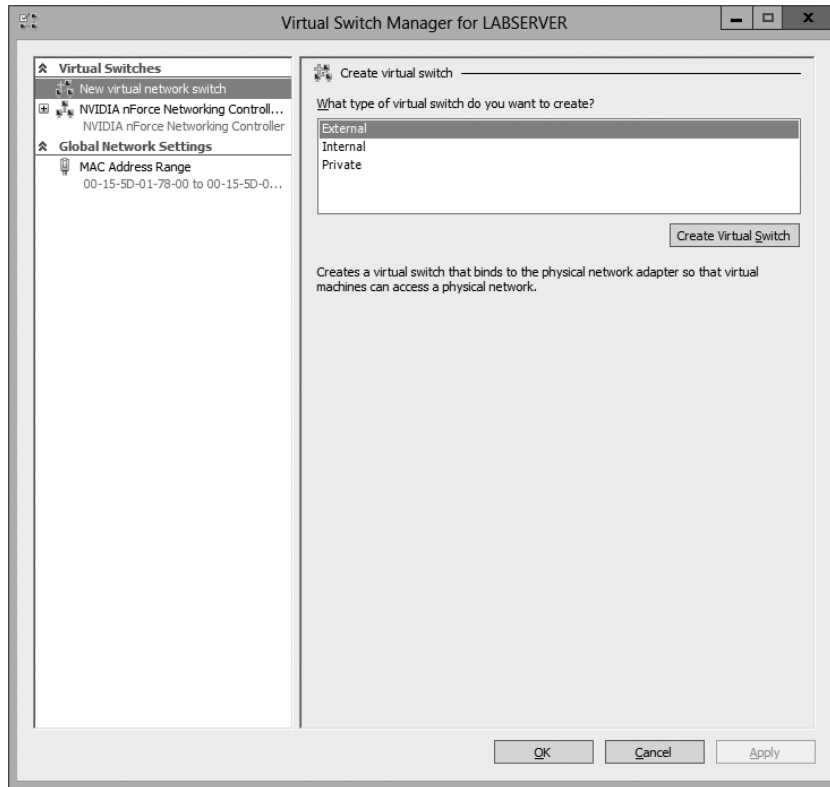 Virtual Switch Manager for LABSERVER
Virtual Switches
New virtual network switch
NVIDIA nForce Networking Controll...
NVIDIA nForce Networking Controller
Global Network Settings
MAC Address Range
00-15-5D-01-78-00 to 00-15-5D-0...
Create virtual switch
What type of virtual switch do you want to create?
External
Internal
Private
Create Virtual Switch
Creates a virtual switch that binds to the physical network adapter so that virtual
machines can access a physical network.
OK Cancel Apply